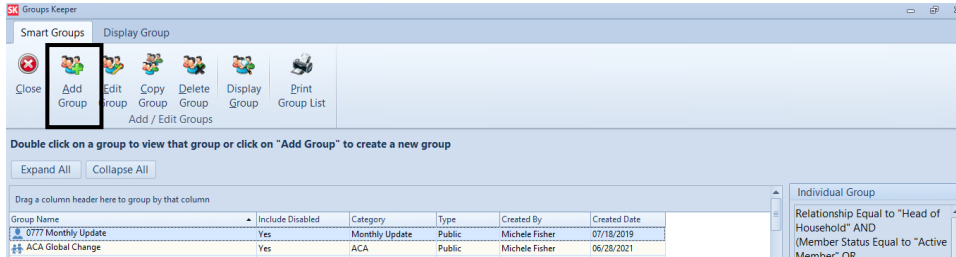 SK Groups Keeper
Smart Groups Display Group
Close Add Group Edit Group Copy Group Delete Group Display Group Print Group List
Add / Edit Groups
Double click on a group to view that group or click on "Add Group" to create a new group
Expand All Collapse All
Drag a column header here to group by that column
Group Name Include Disabled Category Type Created By Created Date
0777 Monthly Update Yes Monthly Update Public Michele Fisher 07/18/2019
ACA Global Change Yes ACA Public Michele Fisher 06/28/2021
Individual Group
Relationship Equal to "Head of
Household" AND
(Member Status Equal to "Active
Member" OR